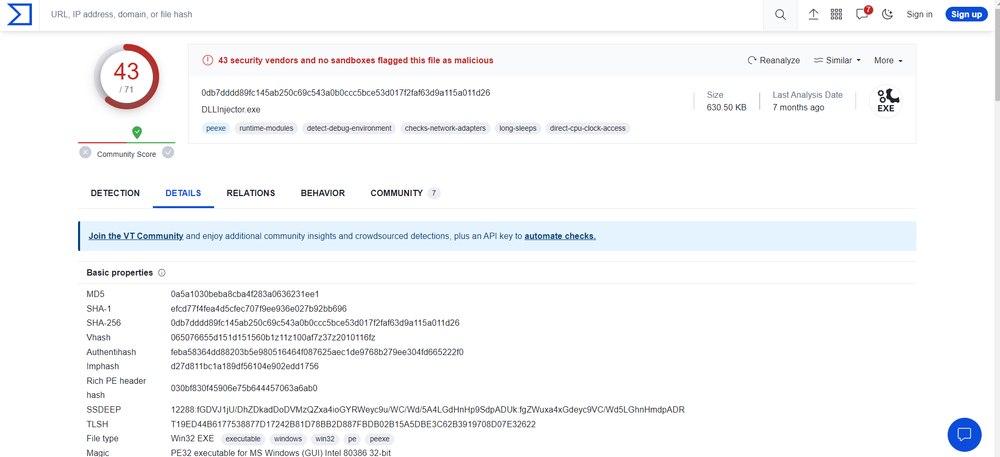 URL, IP address, domain, or file hash
7
Sign in
Sign up
43
/ 71
Community Score
43 security vendors and no sandboxes flagged this file as malicious
Reanalyze
Similar
More
0db7dddd89fc145ab250c69c543a0b0ccc5bce53d017f2faf63d9a115a011d26
DLLInjector.exe
peexe runtime-modules detect-debug-environment checks-network-adapters long-sleeps direct-cpu-clock-access
Size
630.50 KB
Last Analysis Date
7 months ago
EXE
DETECTION DETAILS RELATIONS BEHAVIOR COMMUNITY 7
Join the VT Community and enjoy additional community insights and crowdsourced detections, plus an API key to automate checks.
Basic properties
MD5 0a5a1030beba8cba4f283a0636231ee1
SHA-1 efcd77f4fea4d5cfec707f9ee936e027b92bb696
SHA-256 0db7dddd89fc145ab250c69c543a0b0ccc5bce53d017f2faf63d9a115a011d26
Vhash 065076655d151d151560b1z11z100af7z37z2010116fz
Authentihash feba58364dd88203b5e980516464f087625aec1de9768b279ee304fd665222f0
Imphash d27d811bc1a189df56104e902edd1756
Rich PE header
hash
030bf830f45906e75b644457063a6ab0
SSDEEP 12288:fGDVJ1jU/DhZDkadDoDVMzQZxa4ioGYRWeyc9u/WC/Wd/5A4LGdHnHp9SdpADUk:fgZWuxa4xGdeyc9VC/Wd5LGhnHmdpADR
TLSH T19ED44B6177538877D17242B81D78BB2D887FBDB02B15A5DBE3C62B3919708D07E32622
File type Win32 EXE executable windows win32 pe peexe
Magic PE32 executable for MS Windows (GUI) Intel 80386 32-bit